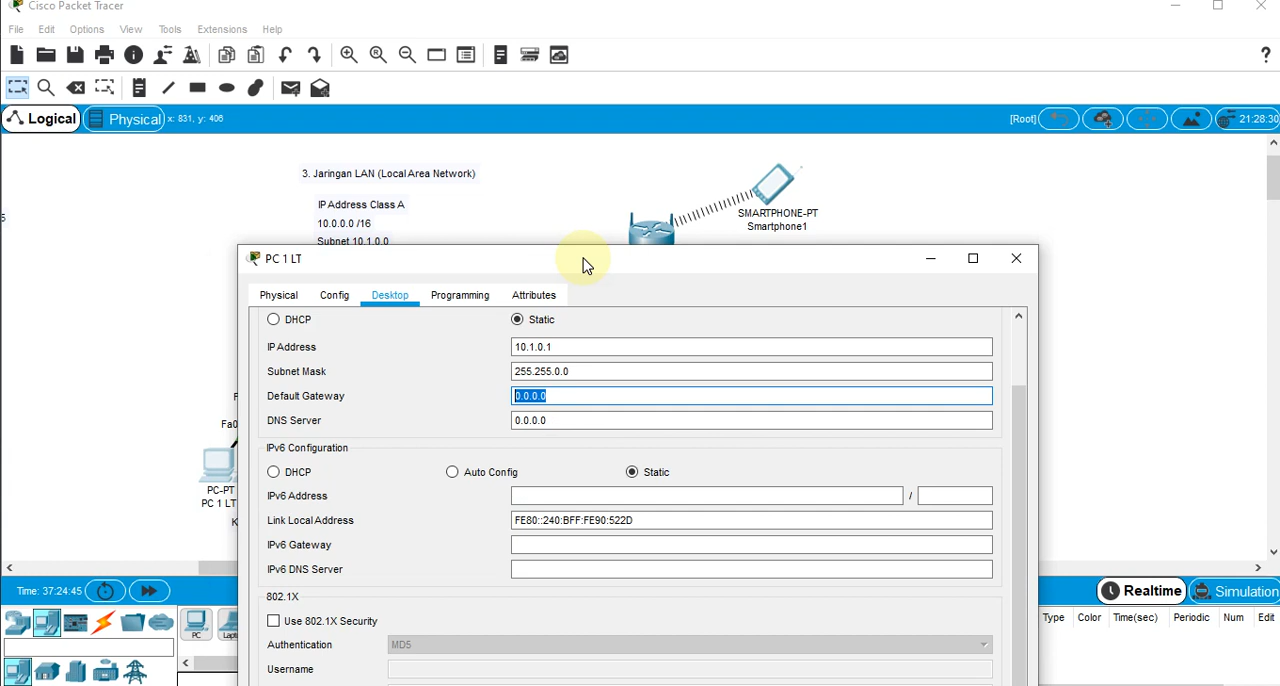 Cisco Packet Tracer
File Edit Options View Tools Extensions Help
?
Logical Physical x: 831, y: 406 [Root] 21:28:30
3. Jaringan LAN (Local Area Network)
IP Address Class A
10.0.0.0 /16
Subnet 10.1.0.0
SMARTPHONE-PT
Smartphone1
5
PC 1 LT
Physical Config Desktop Programming Attributes
DHCP Static
IP Address 10.1.0.1
Subnet Mask 255.255.0.0
Default Gateway 0.0.0.0
DNS Server 0.0.0.0
IPv6 Configuration
DHCP Auto Config Static
IPv6 Address /
Link Local Address FE80::240:BFF:FE90:522D
IPv6 Gateway
IPv6 DNS Server
802.1X
Use 802.1X Security
Authentication MD5
Username
F
Fa0
PC-PT
PC 1 LT
K
Time: 37:24:45 Realtime Simulation
PC Lapt
Type Color Time(sec) Periodic Num Edit